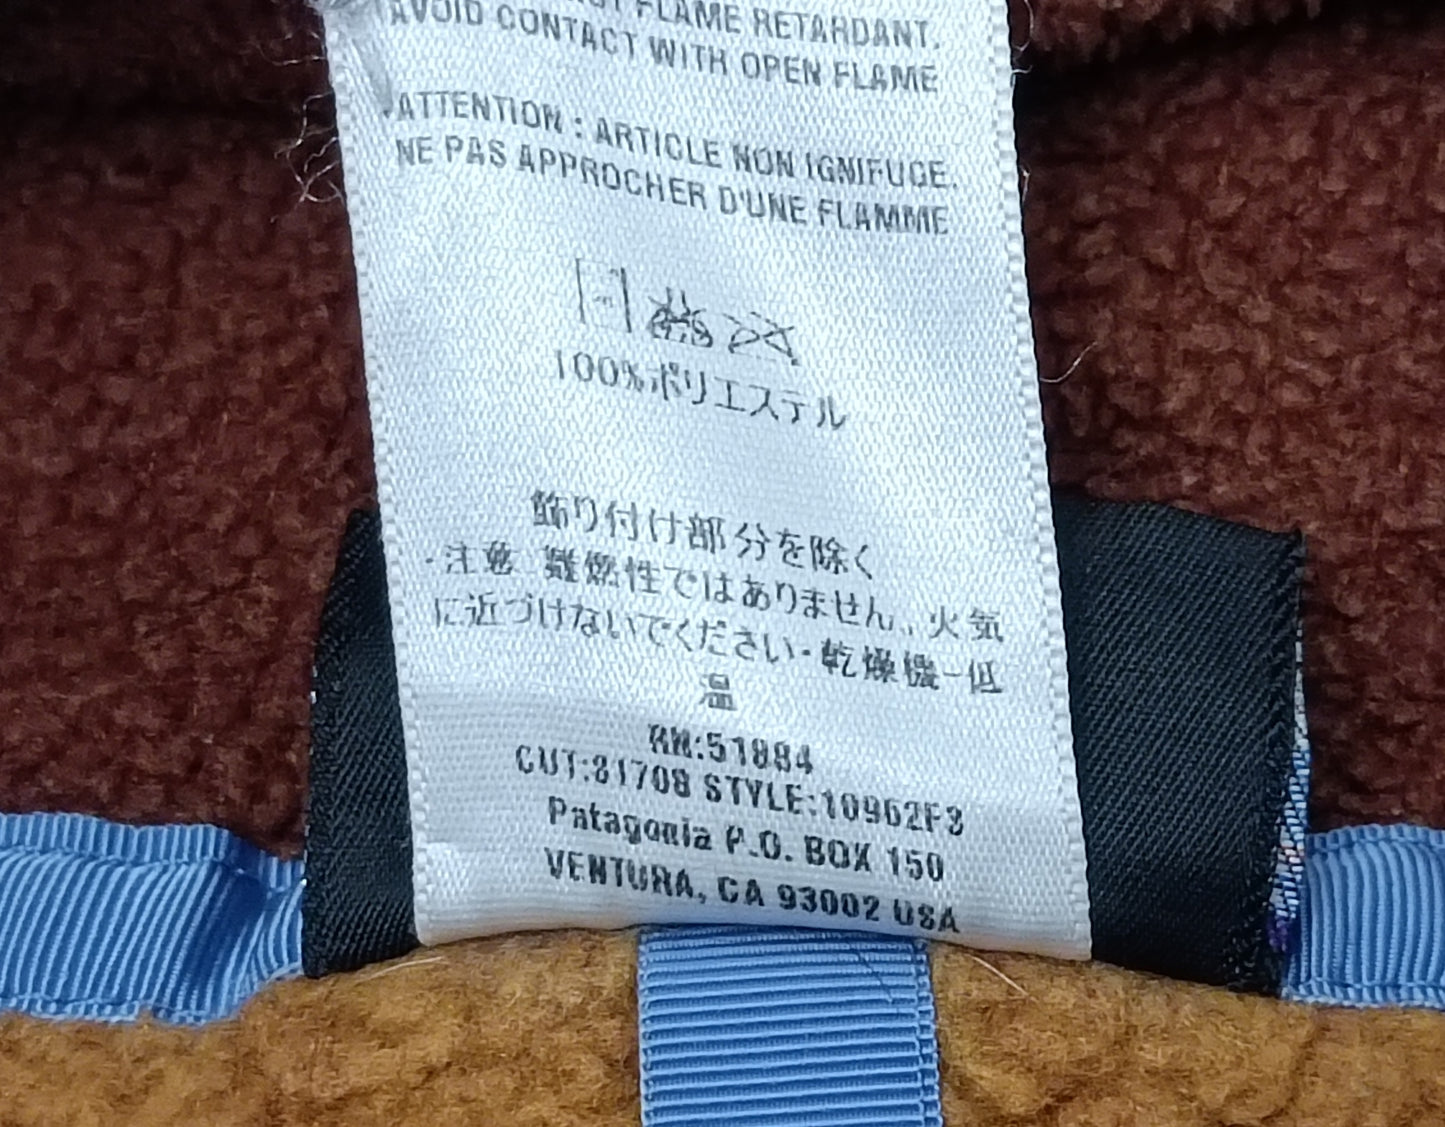 FLAME RETARDANT.
AVOID CONTACT WITH OPEN FLAME
ATTENTION : ARTICLE NON IGNIFUGE.
NE PAS APPROCHER D'UNE FLAMME
100%ポリエステル
飾り付け部分を除く
・注意 難燃性ではありません、火気
に近づけないでください・乾燥機－低
温
RN:51884
CUT:81708 STYLE:10962F3
Patagonia P.O. BOX 150
VENTURA, CA 93002 USA